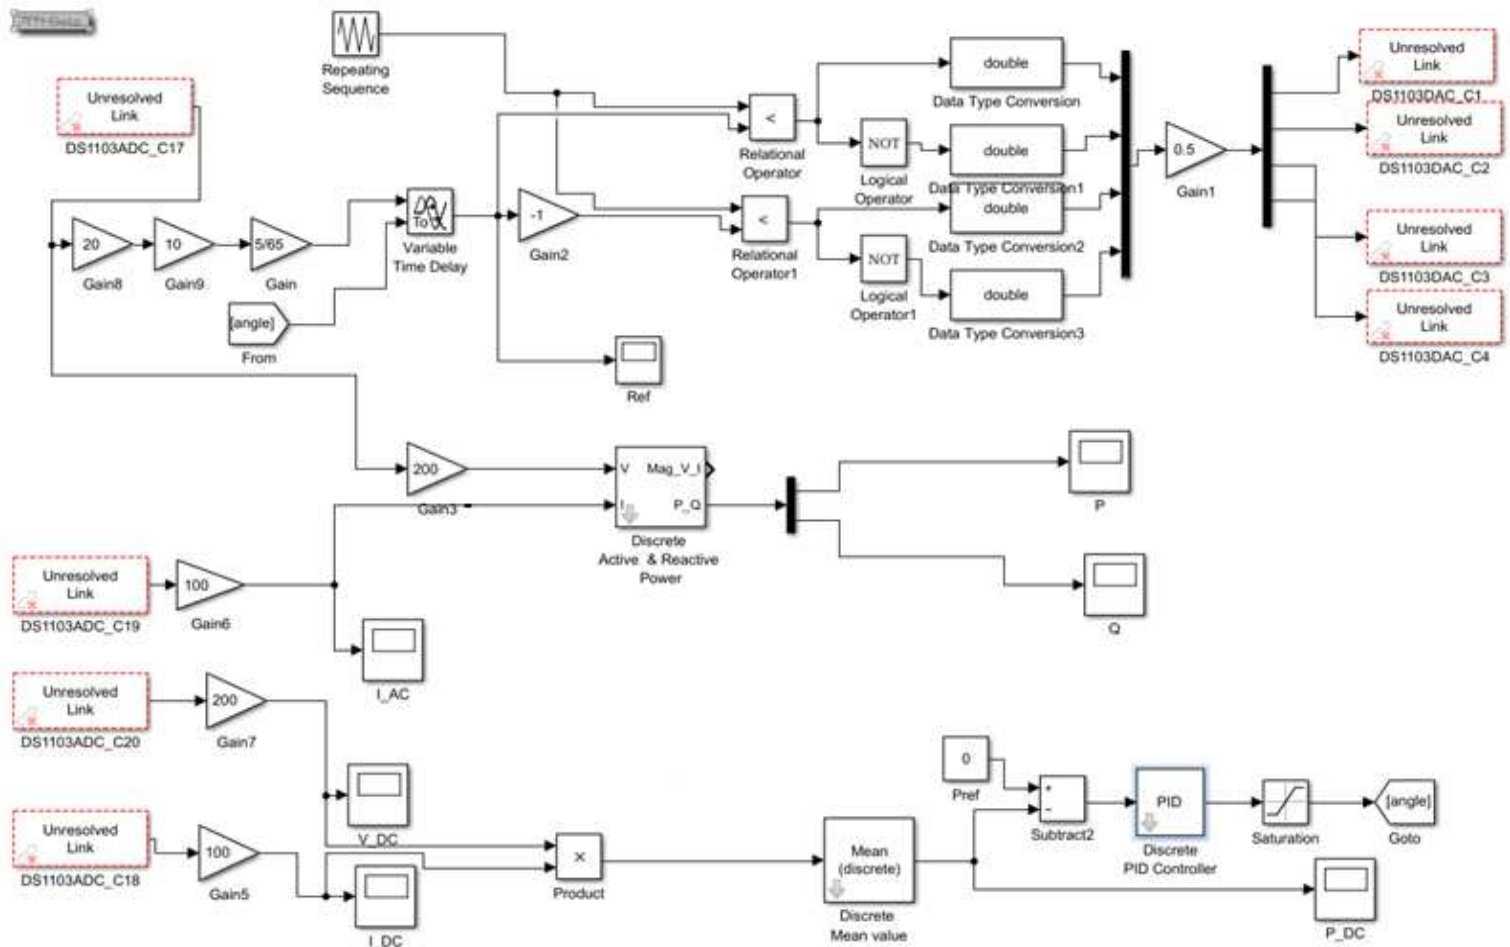 RTI Data
Repeating
Sequence
Unresolved
Link
DS1103ADC_C17
20
Gain8
10
Gain9
5/65
Gain
[angle]
From
To
Variable
Time Delay
-1
Gain2
<
Relational
Operator
<
Relational
Operator1
NOT
Logical
Operator
NOT
Logical
Operator1
double
Data Type Conversion
double
Data Type Conversion1
double
Data Type Conversion2
double
Data Type Conversion3
0.5
Gain1
Unresolved
Link
DS1103DAC_C1
Unresolved
Link
DS1103DAC_C2
Unresolved
Link
DS1103DAC_C3
Unresolved
Link
DS1103DAC_C4
Ref
200
Gain3
V
Mag_V_I
I
P_Q
Discrete
Active & Reactive
Power
P
Q
Unresolved
Link
DS1103ADC_C19
100
Gain6
I_AC
Unresolved
Link
DS1103ADC_C20
200
Gain7
V_DC
Unresolved
Link
DS1103ADC_C18
100
Gain5
I_DC
×
Product
Mean
(discrete)
Discrete
Mean value
0
Pref
+
−
Subtract2
PID
Discrete
PID Controller
Saturation
[angle]
Goto
P_DC